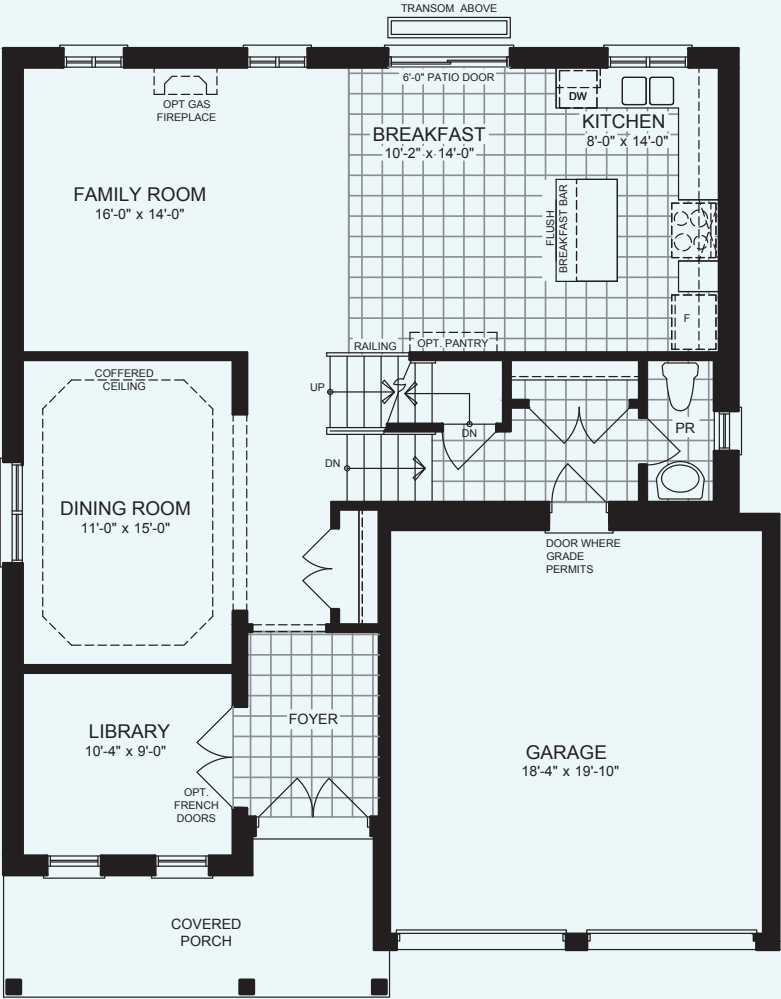 TRANSOM ABOVE
6'-0" PATIO DOOR
OPT GAS
FIREPLACE
DW
KITCHEN
8'-0" x 14'-0"
BREAKFAST
10'-2" x 14'-0"
FAMILY ROOM
16'-0" x 14'-0"
FLUSH
BREAKFAST BAR
F
RAILING
OPT. PANTRY
COFFERED
CEILING
UP
DN
PR
DN
DINING ROOM
11'-0" x 15'-0"
DOOR WHERE
GRADE
PERMITS
FOYER
LIBRARY
10'-4" x 9'-0"
OPT.
FRENCH
DOORS
GARAGE
18'-4" x 19'-10"
COVERED
PORCH